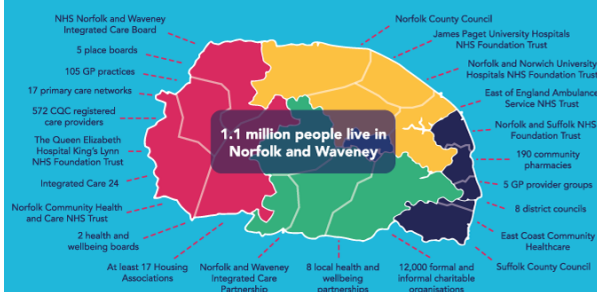 NHS Norfolk and Waveney
Integrated Care Board
5 place boards
105 GP practices
17 primary care networks
572 CQC registered
care providers
The Queen Elizabeth
Hospital King's Lynn
NHS Foundation Trust
Integrated Care 24
Norfolk Community Health
and Care NHS Trust
2 health and
wellbeing boards
At least 17 Housing
Associations
Norfolk and Waveney
Integrated Care
Partnership
8 local health and
wellbeing
partnerships
12,000 formal and
informal charitable
organisations
1.1 million people live in
Norfolk and Waveney
Norfolk County Council
James Paget University Hospitals
NHS Foundation Trust
Norfolk and Norwich University
Hospitals NHS Foundation Trust
East of England Ambulance
Service NHS Trust
Norfolk and Suffolk NHS
Foundation Trust
190 community
pharmacies
5 GP provider groups
8 district councils
East Coast Community
Healthcare
Suffolk County Council